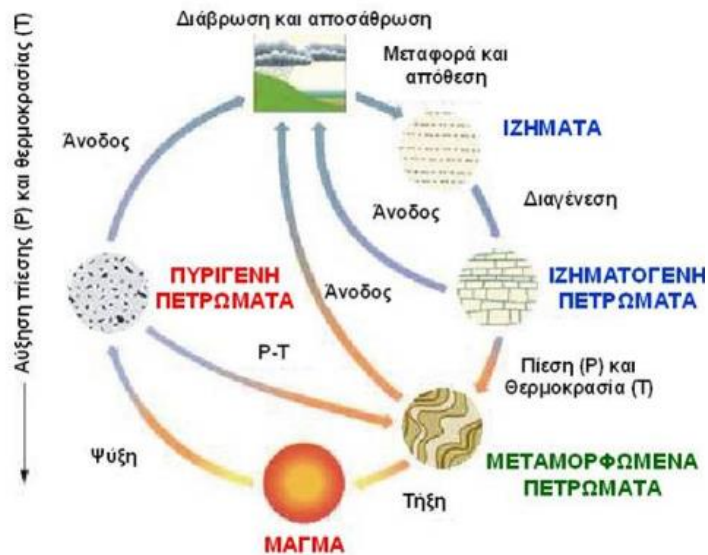 Διάβρωση και αποσάθρωση
Μεταφορά και
απόθεση
ΙΖΗΜΑΤΑ
Άνοδος
Άνοδος
Διαγένεση
ΠΥΡΙΓΕΝΗ
ΠΕΤΡΩΜΑΤΑ
ΙΖΗΜΑΤΟΓΕΝΗ
ΠΕΤΡΩΜΑΤΑ
Άνοδος
P-T
Πίεση (P) και
Θερμοκρασία (T)
Ψύξη
Τήξη
ΜΕΤΑΜΟΡΦΩΜΕΝΑ
ΠΕΤΡΩΜΑΤΑ
ΜΑΓΜΑ
Αύξηση πίεσης (P) και θερμοκρασίας (T)